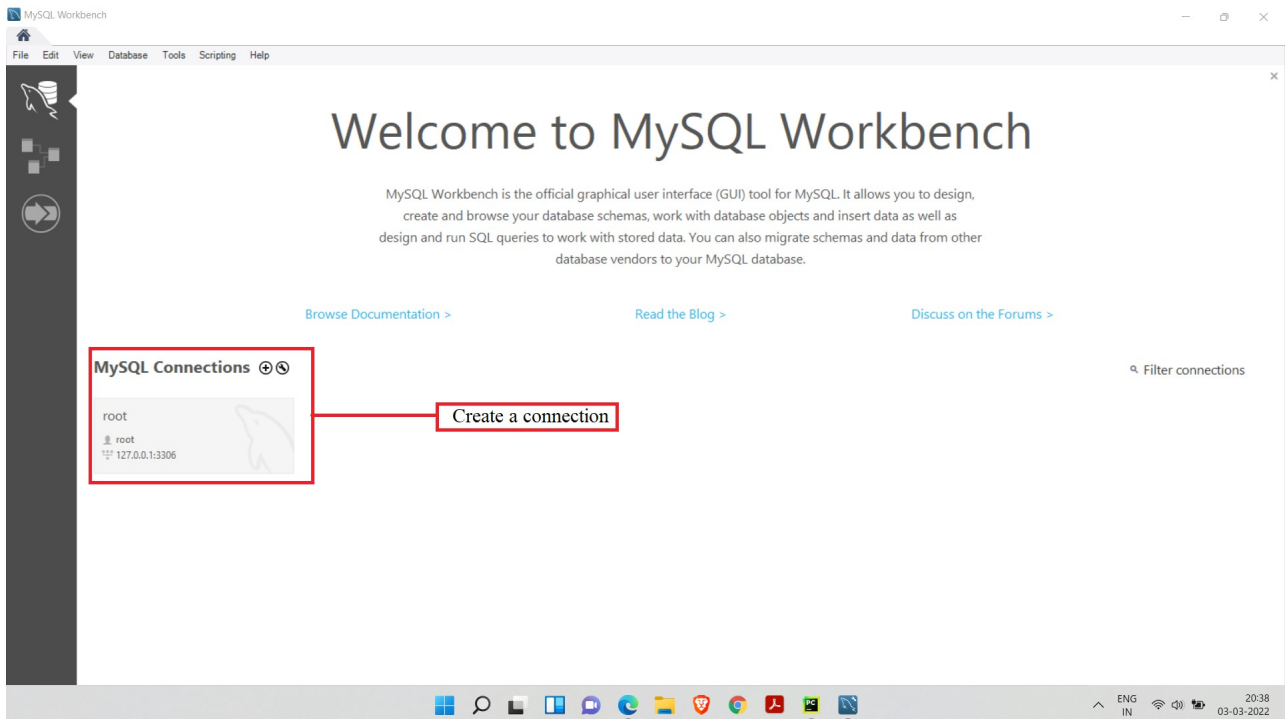 MySQL Workbench
File Edit View Database Tools Scripting Help
Welcome to MySQL Workbench
MySQL Workbench is the official graphical user interface (GUI) tool for MySQL. It allows you to design,
create and browse your database schemas, work with database objects and insert data as well as
design and run SQL queries to work with stored data. You can also migrate schemas and data from other
database vendors to your MySQL database.
Browse Documentation > Read the Blog > Discuss on the Forums >
MySQL Connections
Filter connections
root
root
127.0.0.1:3306
Create a connection
PC
ENG
IN
20:38
03-03-2022